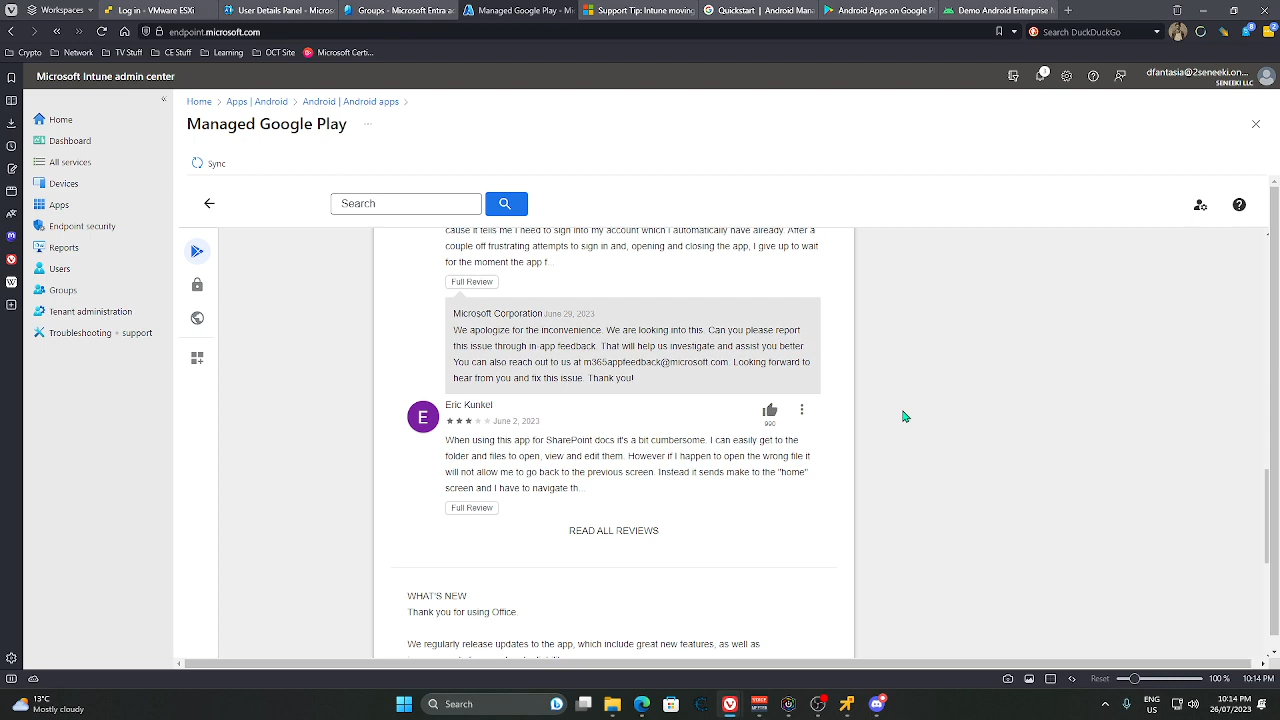 Workspaces
Log in - VMware ESXi
User Details Panel - Micros
Groups - Microsoft Entra a
Managed Google Play - Mi
Support Tip: Intune moving
Quickstart | Android Mana
Android Apps on Google P
Demo Android Enterprise M
endpoint.microsoft.com
Search DuckDuckGo
8
2
Crypto
Network
TV Stuff
CE Stuff
Learning
OCT Site
Microsoft Certi...
Microsoft Intune admin center
1
dfantasia@2seneeki.on...
SENEEKI LLC
Home
Apps | Android
Android | Android apps
Managed Google Play
Sync
Home
Dashboard
All services
Devices
Apps
Endpoint security
Reports
Users
Groups
Tenant administration
Troubleshooting + support
Search
cause it tells me I need to sign into my account which I automatically have already. After a
couple off frustrating attempts to sign in and, opening and closing the app, I give up to wait
for the moment the app f...
Full Review
Microsoft Corporation June 29, 2023
We apologize for the inconvenience. We are looking into this. Can you please report
this issue through in-app feedback. That will help us investigate and assist you better.
You can also reach out to us at m365appfeedback@microsoft.com. Looking forward to
hear from you and fix this issue. Thank you!
E
Eric Kunkel
June 2, 2023
990
When using this app for SharePoint docs it's a bit cumbersome. I can easily get to the
folder and files to open, view and edit them. However if I happen to open the wrong file it
will not allow me to go back to the previous screen. Instead it sends make to the "home"
screen and I have to navigate th...
Full Review
READ ALL REVIEWS
WHAT'S NEW
Thank you for using Office.
We regularly release updates to the app, which include great new features, as well as
Reset
100 %
10:14 PM
13°C
Mostly cloudy
Search
ENG
US
10:14 PM
26/07/2023